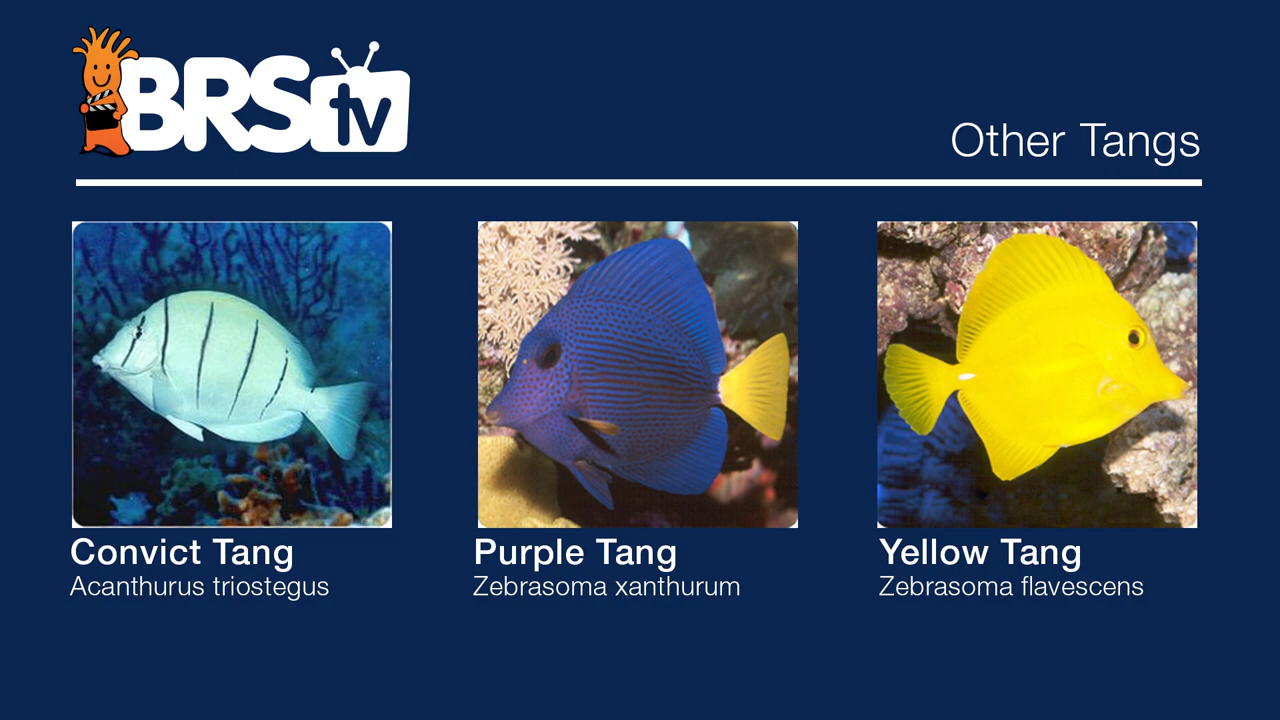 BRStv
Other Tangs
Convict Tang
Acanthurus triostegus
Purple Tang
Zebrasoma xanthurum
Yellow Tang
Zebrasoma flavescens